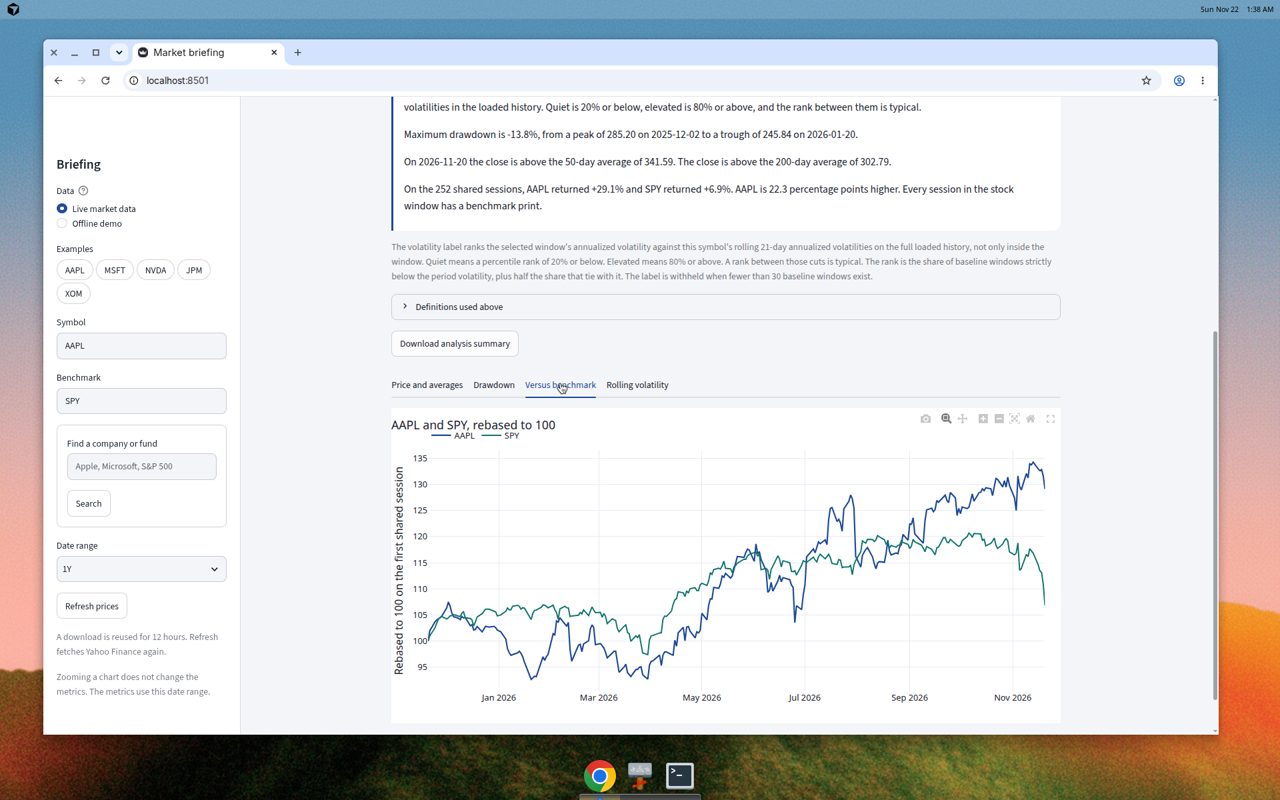 Sun Nov 22 1:38 AM
Market briefing
localhost:8501
Briefing
Data
Live market data
Offline demo
Examples
AAPL
MSFT
NVDA
JPM
XOM
Symbol
AAPL
Benchmark
SPY
Find a company or fund
Apple, Microsoft, S&P 500
Search
Date range
1Y
Refresh prices
A download is reused for 12 hours. Refresh
fetches Yahoo Finance again.
Zooming a chart does not change the
metrics. The metrics use this date range.
volatilities in the loaded history. Quiet is 20% or below, elevated is 80% or above, and the rank between them is typical.
Maximum drawdown is -13.8%, from a peak of 285.20 on 2025-12-02 to a trough of 245.84 on 2026-01-20.
On 2026-11-20 the close is above the 50-day average of 341.59. The close is above the 200-day average of 302.79.
On the 252 shared sessions, AAPL returned +29.1% and SPY returned +6.9%. AAPL is 22.3 percentage points higher. Every session in the stock
window has a benchmark print.
The volatility label ranks the selected window's annualized volatility against this symbol's rolling 21-day annualized volatilities on the full loaded history, not only inside the
window. Quiet means a percentile rank of 20% or below. Elevated means 80% or above. A rank between those cuts is typical. The rank is the share of baseline windows strictly
below the period volatility, plus half the share that tie with it. The label is withheld when fewer than 30 baseline windows exist.
Definitions used above
Download analysis summary
Price and averages
Drawdown
Versus benchmark
Rolling volatility
AAPL and SPY, rebased to 100
AAPL
SPY
Rebased to 100 on the first shared session
135
130
125
120
115
110
105
100
95
Jan 2026
Mar 2026
May 2026
Jul 2026
Sep 2026
Nov 2026